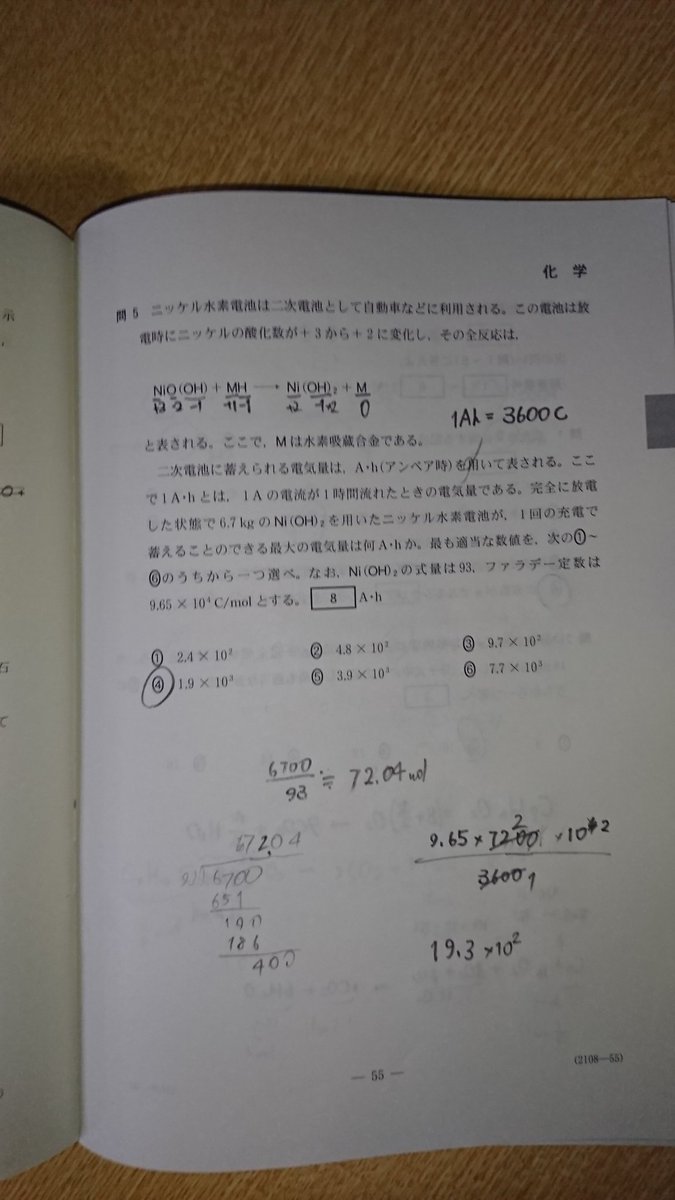 化 学
問5 ニッケル水素電池は二次電池として自動車などに利用される。この電池は放
電時にニッケルの酸化数が+3から+2に変化し,その全反応は,
NiO(OH) + MH ⟶ Ni(OH)₂ + M
+3 -2 -1 +1-1 +2 -1×2 0
1Ah = 3600C
と表される。ここで,Mは水素吸蔵合金である。
二次電池に蓄えられる電気量は,A・h(アンペア時)を用いて表される。ここ
で1A・hとは,1Aの電流が1時間流れたときの電気量である。完全に放電
した状態で6.7 kgのNi(OH)₂を用いたニッケル水素電池が,1回の充電で
蓄えることのできる最大の電気量は何A・hか。最も適当な数値を,次の①~
⑥のうちから一つ選べ。なお,Ni(OH)₂の式量は93,ファラデー定数は
9.65 × 10⁴ C/molとする。 8 A・h
① 2.4 × 10² ② 4.8 × 10² ③ 9.7 × 10²
④ 1.9 × 10³ ⑤ 3.9 × 10³ ⑥ 7.7 × 10³
6700
93
≒ 72.04mol
6700
651
186
400
9.65 × 7200 × 10
2
3600
1
19.3 × 10²
— 55 —
(2108—55)